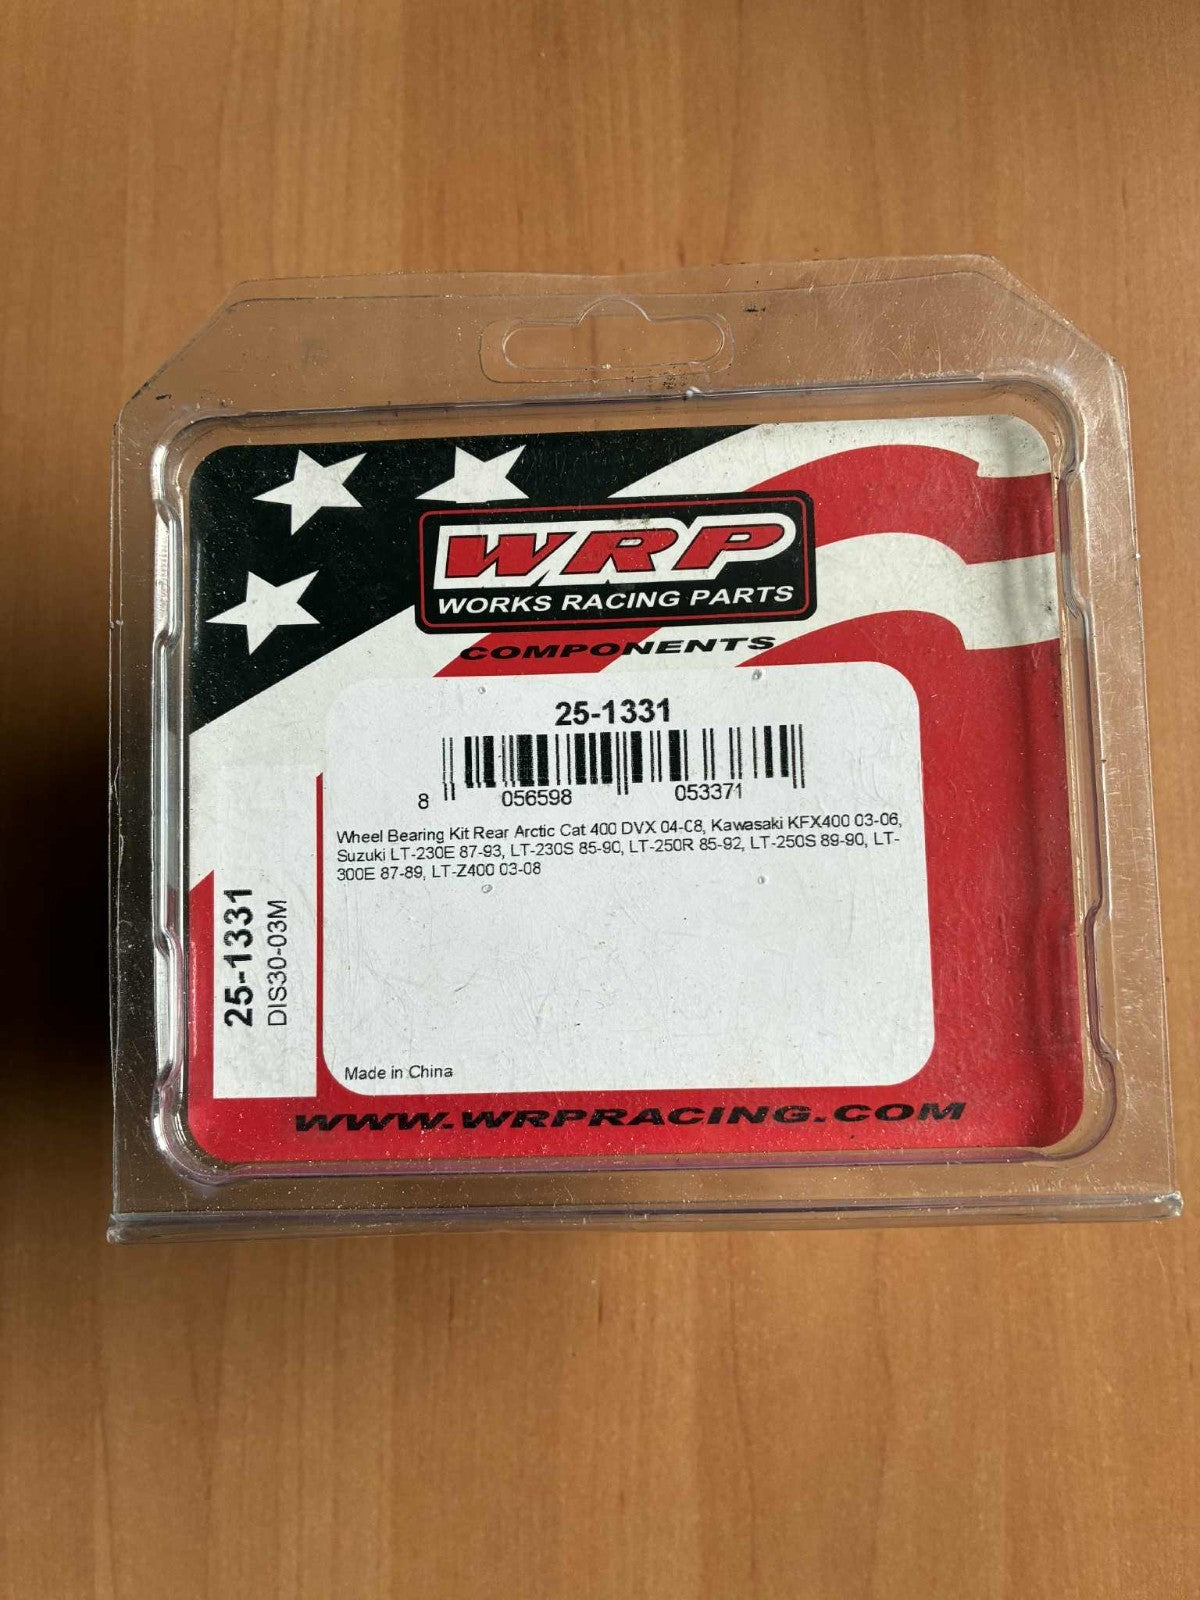 WRP
WORKS RACING PARTS
COMPONENTS
25-1331
8 056598 053371
Wheel Bearing Kit Rear Arctic Cat 400 DVX 04-08, Kawasaki KFX400 03-06,
Suzuki LT-230E 87-93, LT-230S 85-90, LT-250R 85-92, LT-250S 89-90, LT-
300E 87-89, LT-Z400 03-08
25-1331
DIS30-03M
Made in China
WWW.WRPRACING.COM